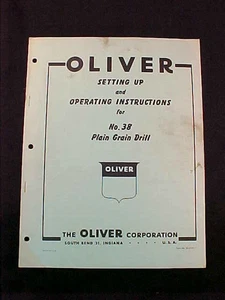 OLIVER
SETTING UP
and
OPERATING INSTRUCTIONS
for
No. 38
Plain Grain Drill
OLIVER
THE OLIVER CORPORATION
SOUTH BEND 21, INDIANA U.S.A.